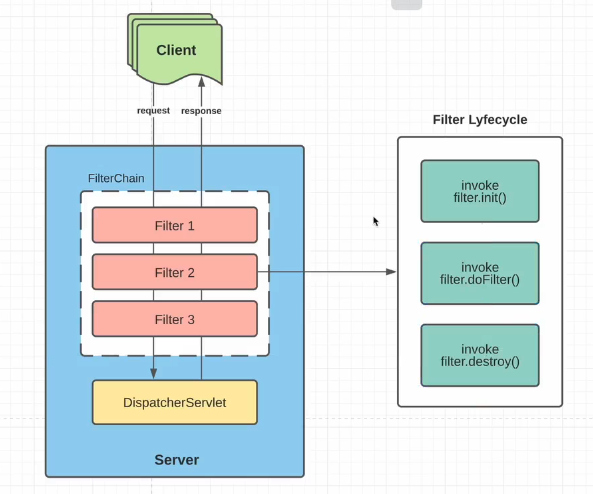 Client
request response
Filter Lyfecycle
FilterChain
Filter 1
Filter 2
Filter 3
DispatcherServlet
Server
invoke
filter.init()
invoke
filter.doFilter()
invoke
filter.destroy()